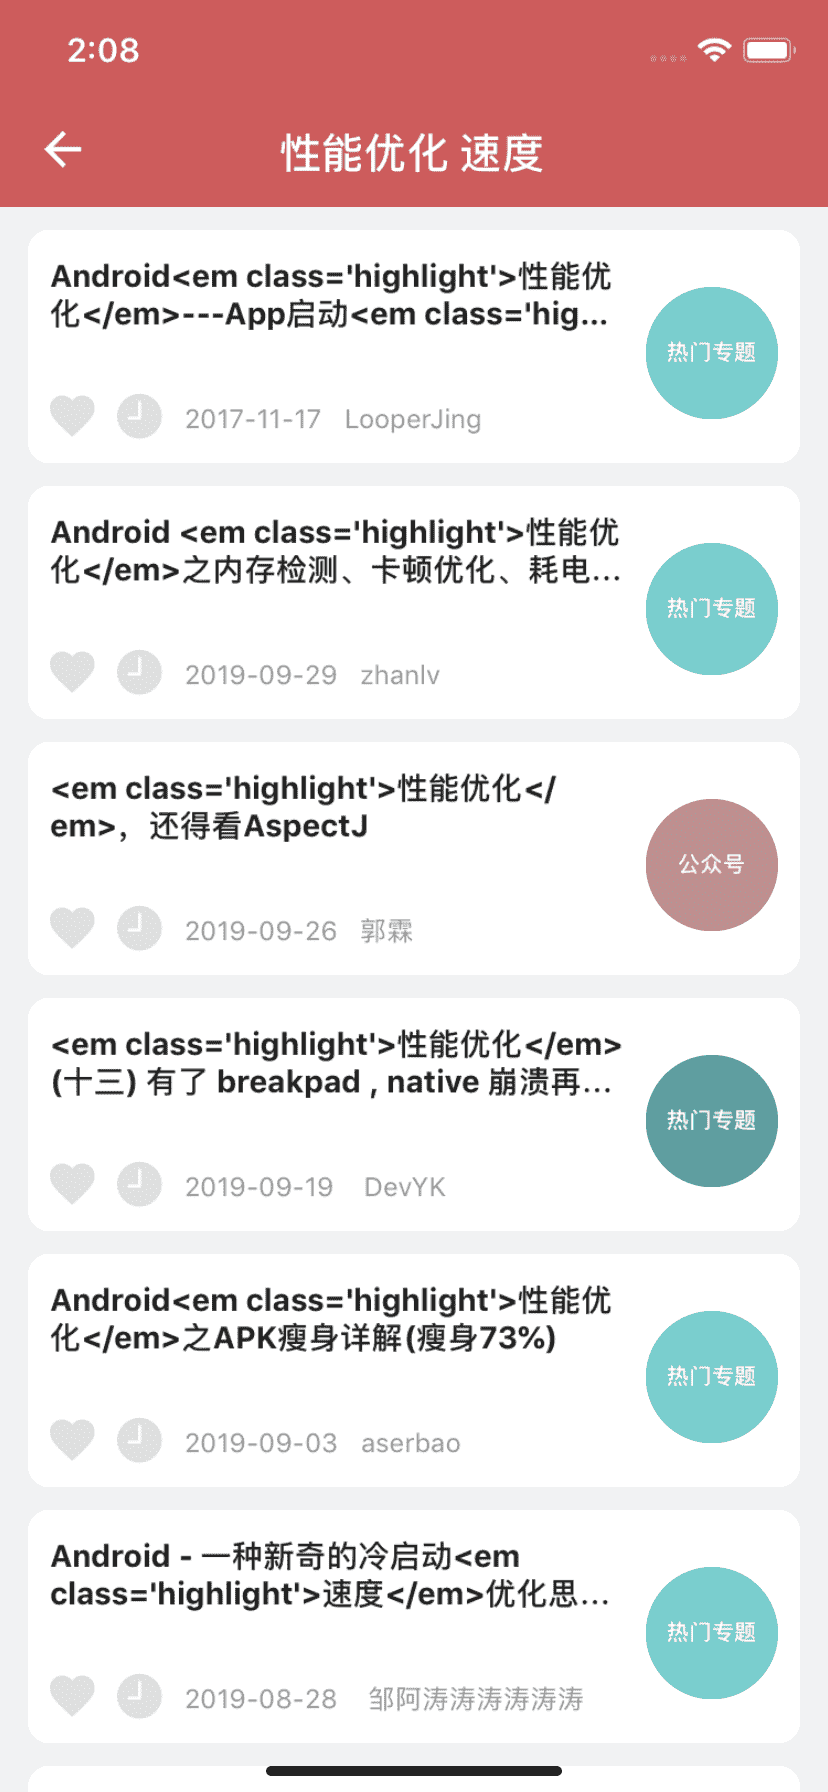 2:08
性能优化 速度
Android<em class='highlight'>性能优
化</em>---App启动<em class='hig...
热门专题
2017-11-17 LooperJing
Android <em class='highlight'>性能优
化</em>之内存检测、卡顿优化、耗电...
热门专题
2019-09-29 zhanlv
<em class='highlight'>性能优化</
em>，还得看AspectJ
公众号
2019-09-26 郭霖
<em class='highlight'>性能优化</em>
(十三) 有了 breakpad , native 崩溃再...
热门专题
2019-09-19 DevYK
Android<em class='highlight'>性能优
化</em>之APK瘦身详解(瘦身73%)
热门专题
2019-09-03 aserbao
Android - 一种新奇的冷启动<em
class='highlight'>速度</em>优化思...
热门专题
2019-08-28 邹阿涛涛涛涛涛涛